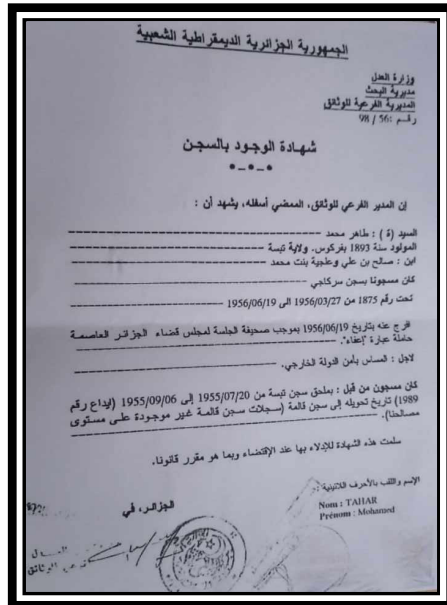 الجمهورية الجزائرية الديمقراطية الشعبية
وزارة العدل
مديرية البحث
المديرية الفرعية للوثائق
رقم :56 / 98
شهادة الوجود بالسجن
إن المدير الفرعي للوثائق، الممضي أسفله، يشهد أن :
السيد (ة) : طاهر محمد
المولود سنة 1893 بفركوس. ولاية تبسة
ابن : صالح بن علي وعلجية بنت محمد
كان مسجونا بسجن سركاجي
تحت رقم 1875 من 1956/03/27 الى 1956/06/19
افرج عنه بتاريخ 1956/06/19 بموجب صحيفة الجلسة لمجلس قضاء الجزائر العاصمة
حاملة عبارة "إعفاء".
لاجل : المساس بأمن الدولة الخارجي.
كان مسجون من قبل : بملحق سجن تبسة من 1955/07/20 إلى 1955/09/06 (ايداع رقم
1989) تاريخ تحويله إلى سجن قالمة (سجلات سجن قالمة غير موجودة على مستوى
مصالحنا).
سلمت هذه الشهادة للإدلاء بها عند الإقتضاء وبما هو مقرر قانونا.
الإسم واللقب بالأحرف اللاتينية :
Nom : TAHAR
Prénom : Mohamed
الجزائر، في